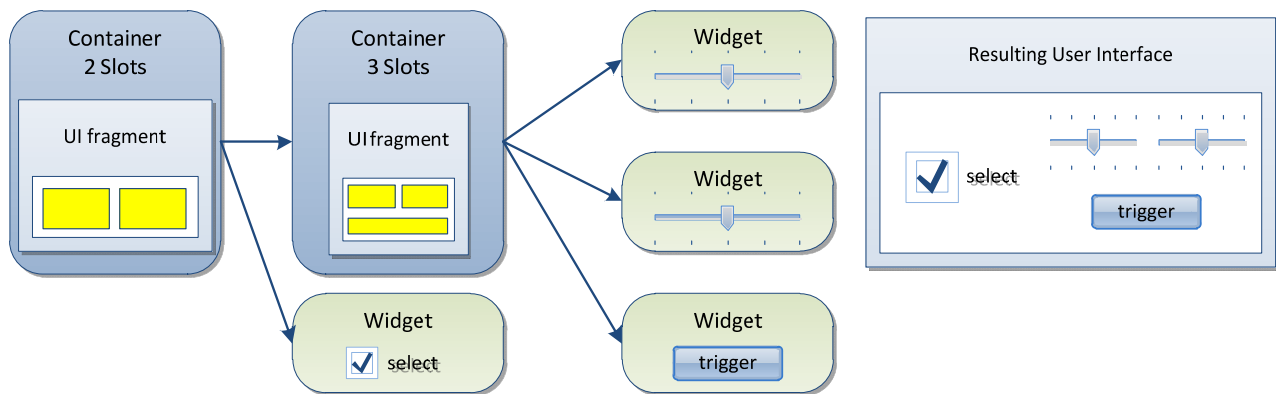 Container
2 Slots
UI fragment
Container
3 Slots
UI fragment
Widget
select
Widget
Widget
Widget
trigger
Resulting User Interface
select
trigger